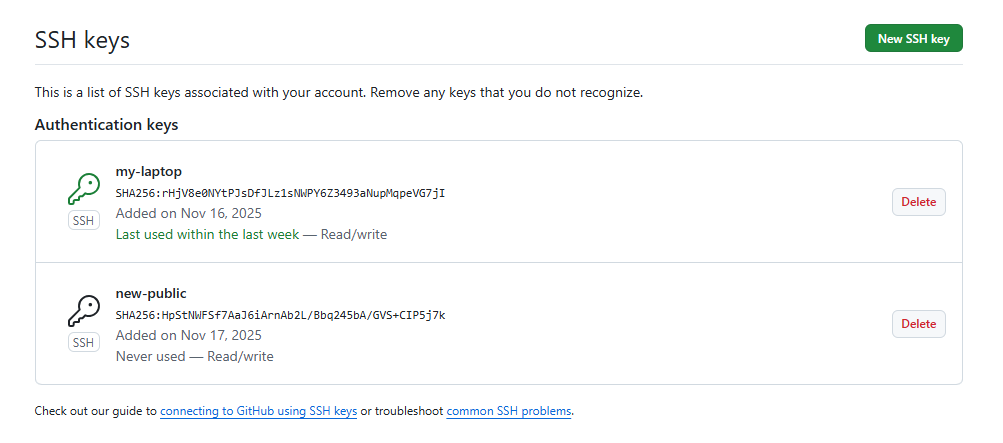 SSH keys
New SSH key
This is a list of SSH keys associated with your account. Remove any keys that you do not recognize.
Authentication keys
my-laptop
SHA256:rHjV8e0NYtPJsDfJLz1sNWPY6Z3493aNupMqpeVG7jI
SSH
Added on Nov 16, 2025
Last used within the last week — Read/write
Delete
new-public
SHA256:HpStNWFSf7AaJ6iArnAb2L/Bbq245bA/GVS+CIP5j7k
SSH
Added on Nov 17, 2025
Never used — Read/write
Delete
Check out our guide to connecting to GitHub using SSH keys or troubleshoot common SSH problems.